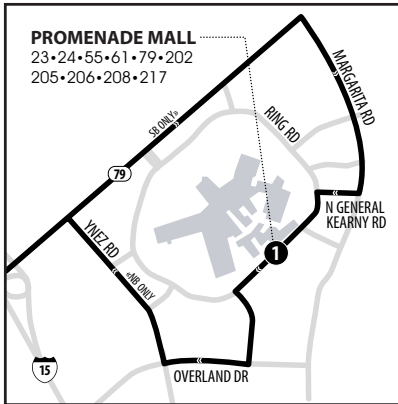 PROMENADE MALL
23•24•55•61•79•202
205•206•208•217
SB ONLY»
MARGARITA RD
RING RD
79
N GENERAL
KEARNY RD
YNEZ RD
«NB ONLY
1
15
OVERLAND DR